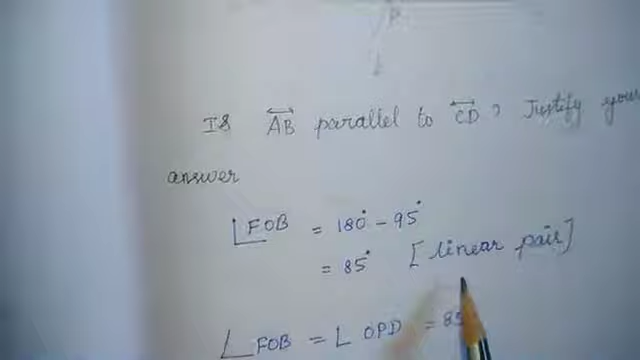 Is AB parallel to CD ? Justify your
answer
∠FOB = 180° - 95°
= 85° [linear pair]
∠FOB = ∠OPD = 85